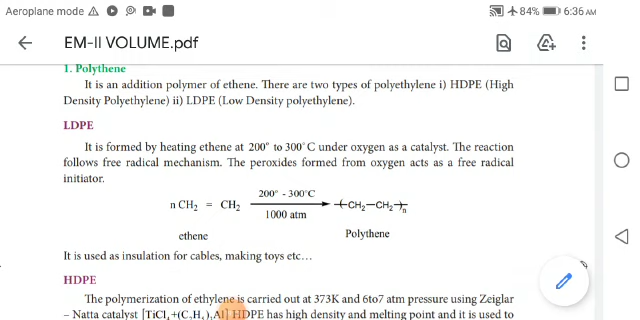 Aeroplane mode 84% 6:36 AM
EM-II VOLUME.pdf
1. Polythene
It is an addition polymer of ethene. There are two types of polyethylene i) HDPE (High
Density Polyethylene) ii) LDPE (Low Density polyethylene).
LDPE
It is formed by heating ethene at 200° to 300°C under oxygen as a catalyst. The reaction
follows free radical mechanism. The peroxides formed from oxygen acts as a free radical
initiator.
200° - 300°C
n CH₂ = CH₂ ⟶ -(CH₂—CH₂-)ₙ
1000 atm
ethene Polythene
It is used as insulation for cables, making toys etc…
HDPE
The polymerization of ethylene is carried out at 373K and 6to7 atm pressure using Zeiglar
– Natta catalyst [TiCl₄+(C₂H₅)₃Al] HDPE has high density and melting point and it is used to